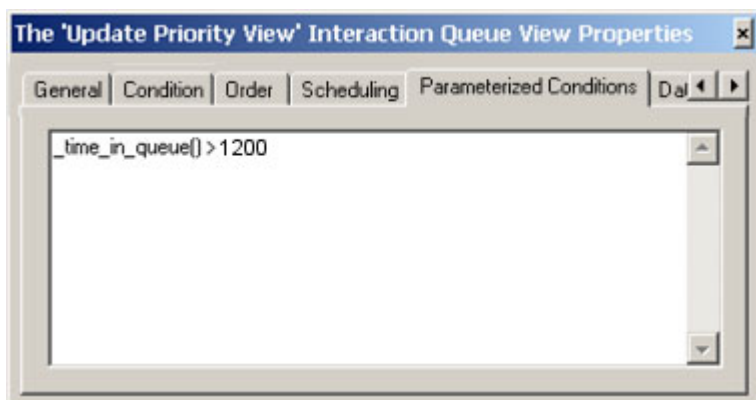 The 'Update Priority View' Interaction Queue View Properties
General Condition Order Scheduling Parameterized Conditions
_time_in_queue() > 1200